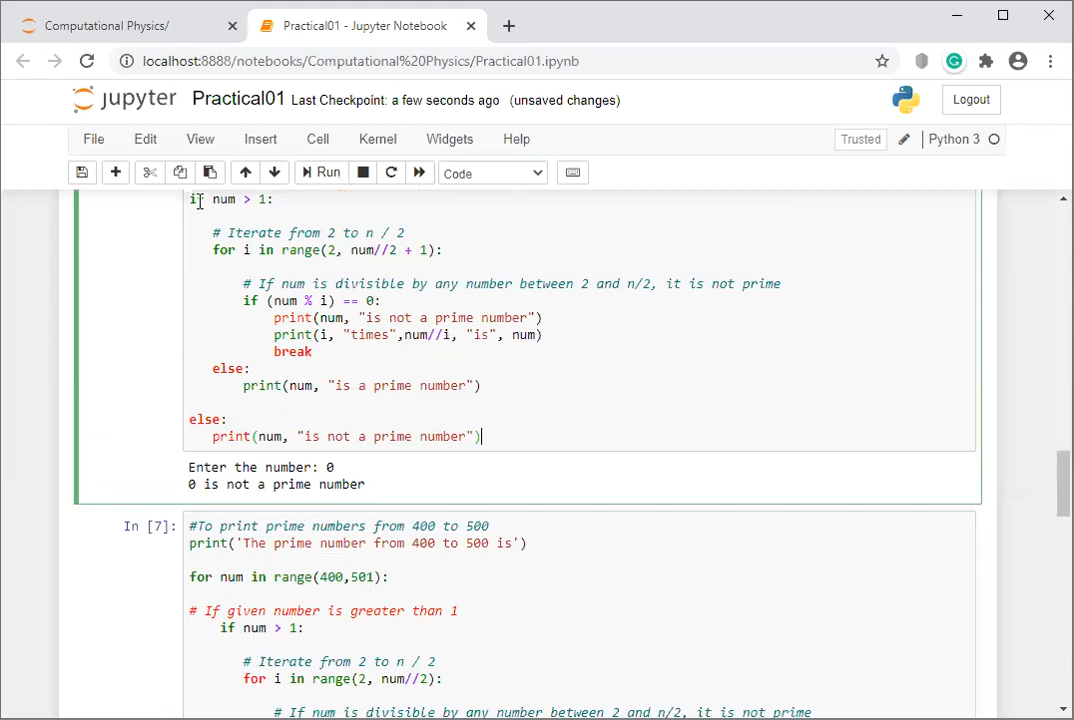 Computational Physics/
Practical01 - Jupyter Notebook
localhost:8888/notebooks/Computational%20Physics/Practical01.ipynb
jupyter Practical01 Last Checkpoint: a few seconds ago (unsaved changes)
Logout
File Edit View Insert Cell Kernel Widgets Help
Trusted
Python 3
Run
Code
if num > 1:
# Iterate from 2 to n / 2
for i in range(2, num//2 + 1):
# If num is divisible by any number between 2 and n/2, it is not prime
if (num % i) == 0:
print(num, "is not a prime number")
print(i, "times",num//i, "is", num)
break
else:
print(num, "is a prime number")
else:
print(num, "is not a prime number")
Enter the number: 0
0 is not a prime number
In [7]:
#To print prime numbers from 400 to 500
print('The prime number from 400 to 500 is')
for num in range(400,501):
# If given number is greater than 1
if num > 1:
# Iterate from 2 to n / 2
for i in range(2, num//2):
# If num is divisible by any number between 2 and n/2, it is not prime